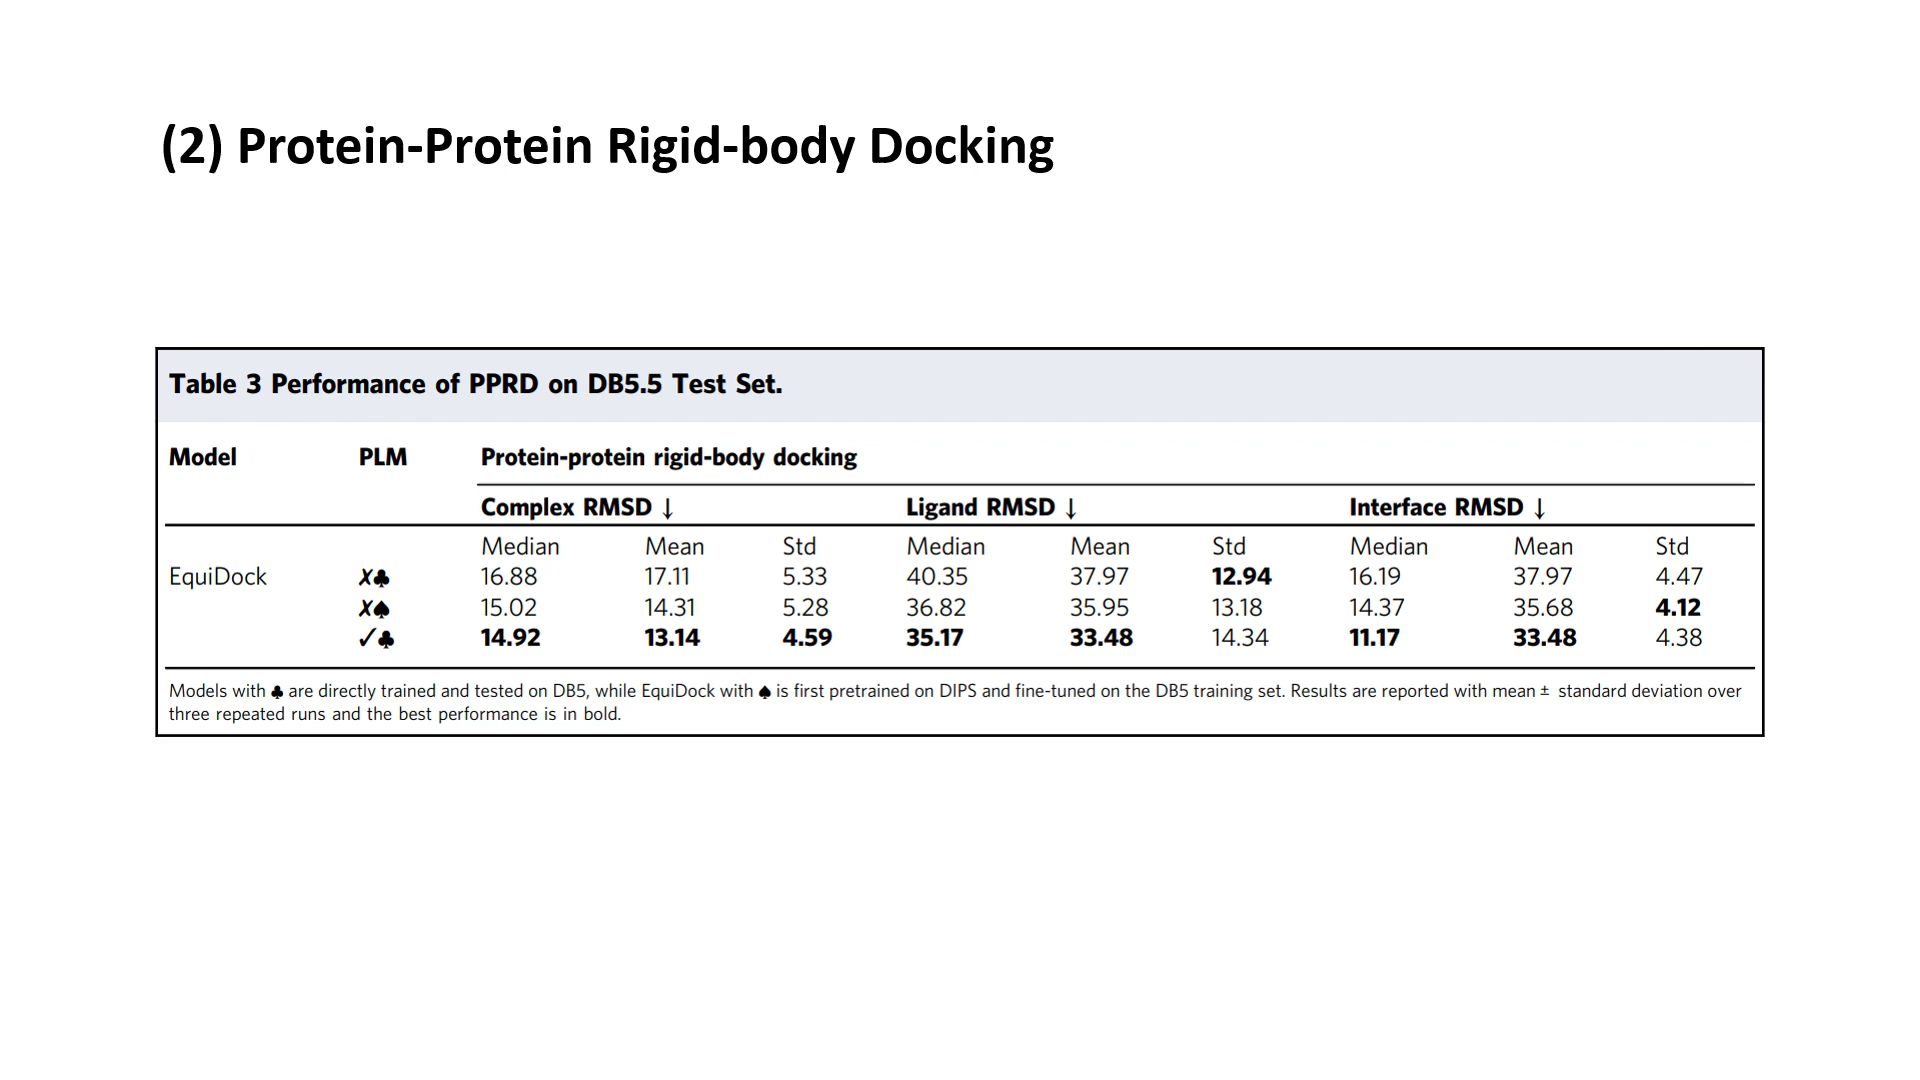 (2) Protein-Protein Rigid-body Docking
Table 3 Performance of PPRD on DB5.5 Test Set.
Model PLM Protein-protein rigid-body docking
Complex RMSD ↓ Ligand RMSD ↓ Interface RMSD ↓
Median Mean Std Median Mean Std Median Mean Std
EquiDock ✗♣ 16.88 17.11 5.33 40.35 37.97 12.94 16.19 37.97 4.47
✗♠ 15.02 14.31 5.28 36.82 35.95 13.18 14.37 35.68 4.12
✓♣ 14.92 13.14 4.59 35.17 33.48 14.34 11.17 33.48 4.38
Models with ♣ are directly trained and tested on DB5, while EquiDock with ♠ is first pretrained on DIPS and fine-tuned on the DB5 training set. Results are reported with mean ± standard deviation over
three repeated runs and the best performance is in bold.